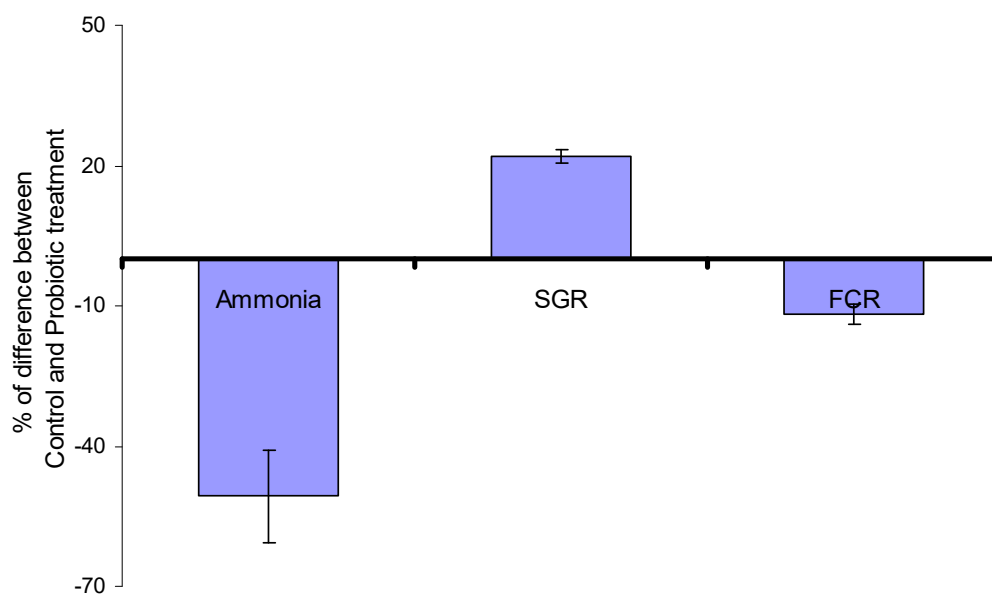 50
20
-10
-40
-70
% of difference between
Control and Probiotic treatment
Ammonia
SGR
FCR